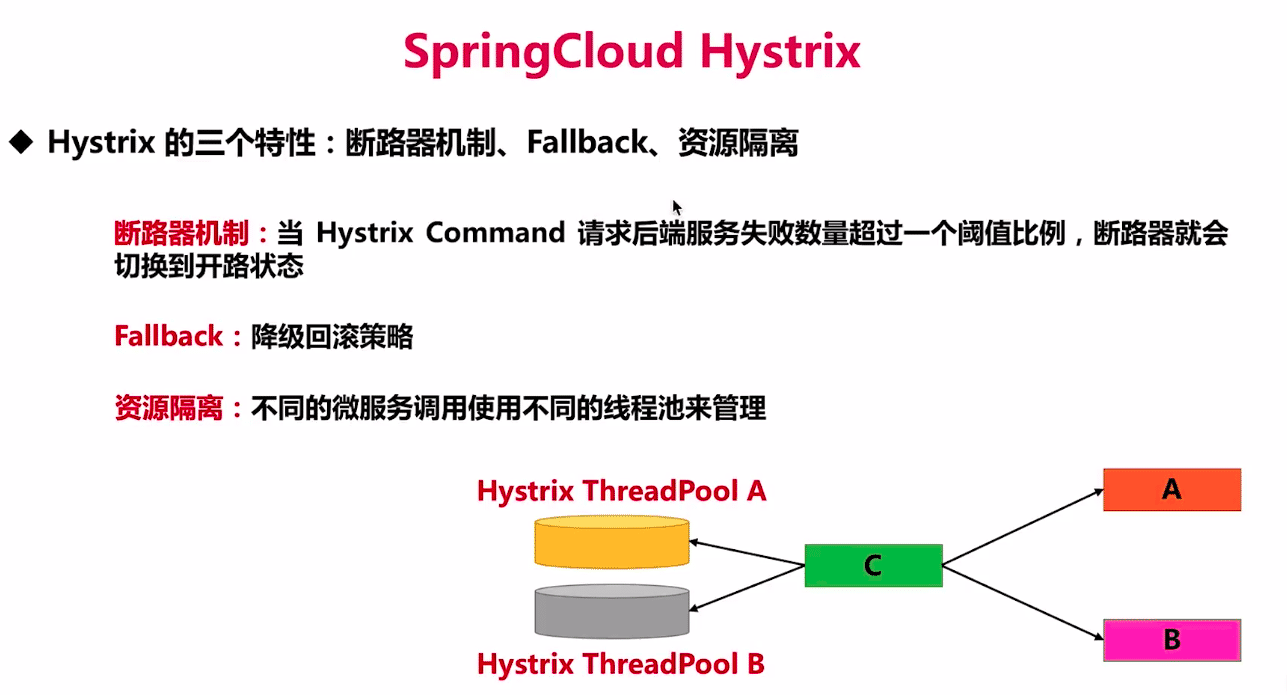 SpringCloud Hystrix
◆ Hystrix 的三个特性：断路器机制、Fallback、资源隔离
断路器机制：当 Hystrix Command 请求后端服务失败数量超过一个阈值比例，断路器就会
切换到开路状态
Fallback：降级回滚策略
资源隔离：不同的微服务调用使用不同的线程池来管理
Hystrix ThreadPool A
A
C
B
Hystrix ThreadPool B